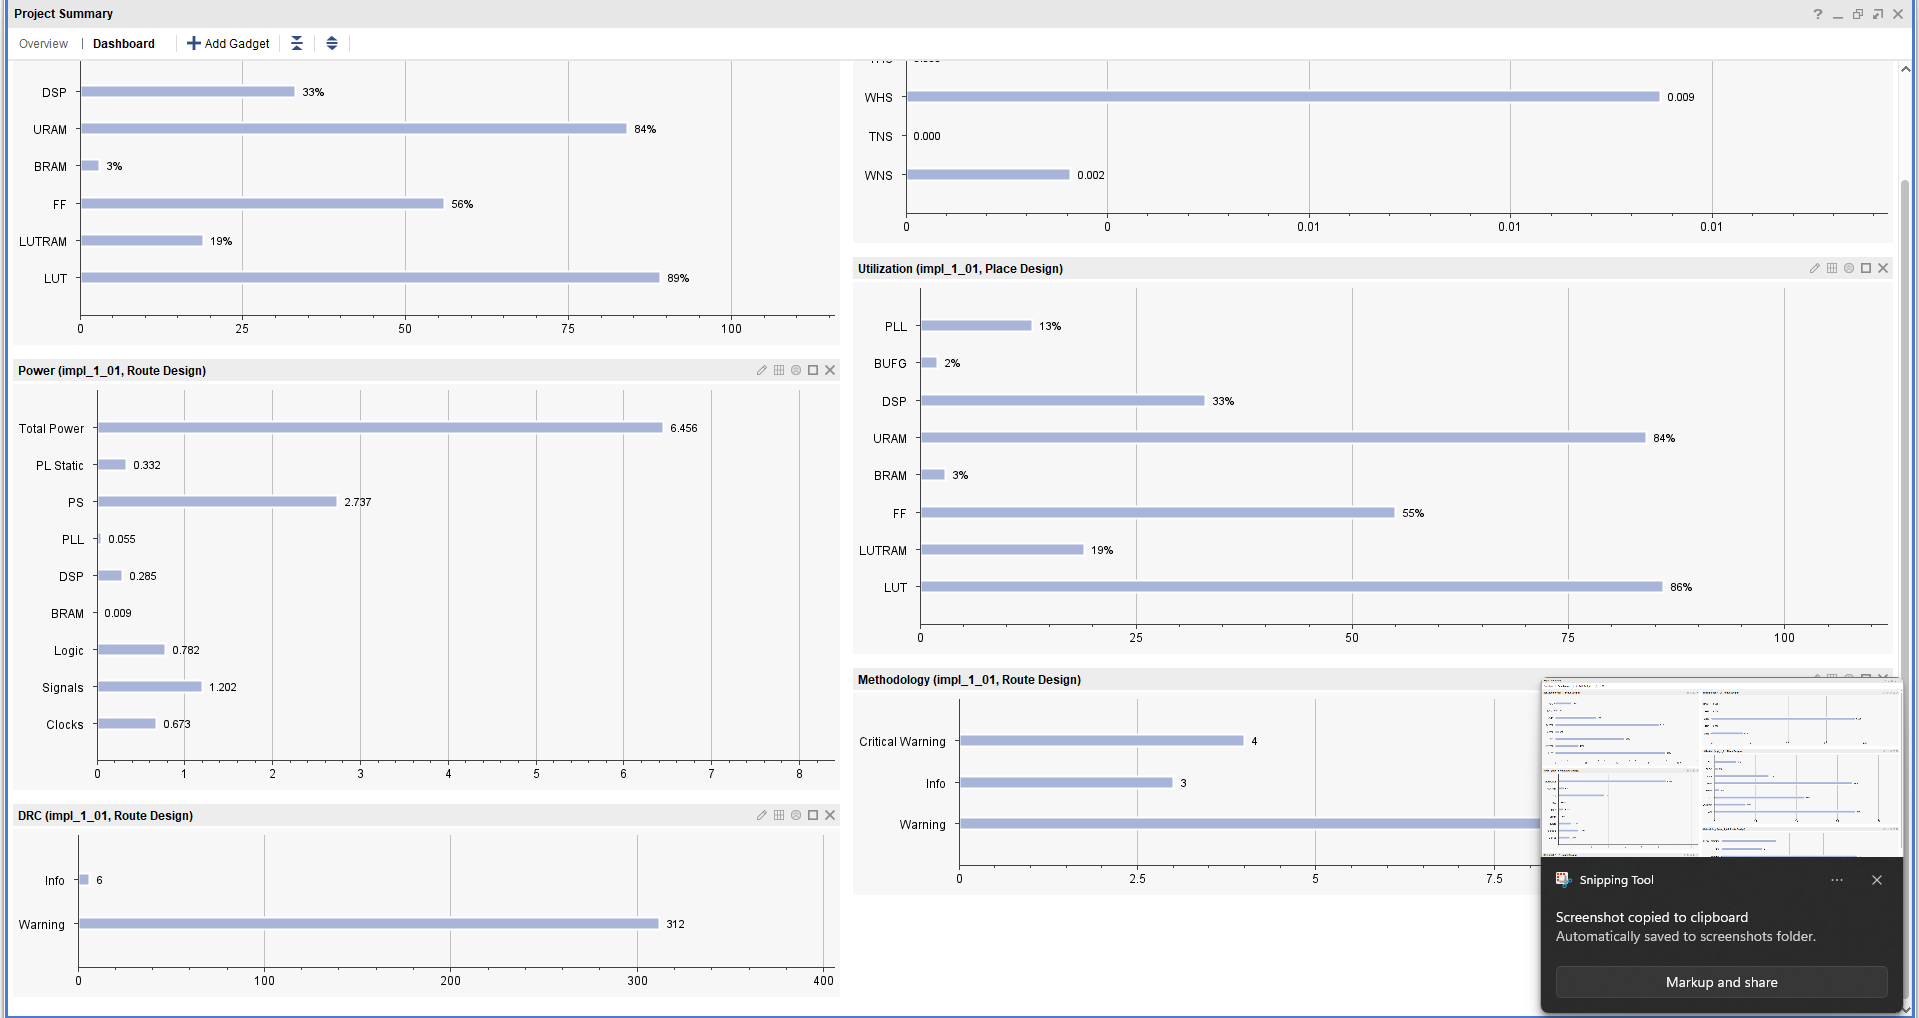 Project Summary
Overview | Dashboard Add Gadget
DSP 33%
URAM 84%
BRAM 3%
FF 56%
LUTRAM 19%
LUT 89%
0 25 50 75 100
WHS 0.009
TNS 0.000
WNS 0.002
0 0 0.01 0.01 0.01
Power (impl_1_01, Route Design)
Total Power 6.456
PL Static 0.332
PS 2.737
PLL 0.055
DSP 0.285
BRAM 0.009
Logic 0.782
Signals 1.202
Clocks 0.673
0 1 2 3 4 5 6 7 8
Utilization (impl_1_01, Place Design)
PLL 13%
BUFG 2%
DSP 33%
URAM 84%
BRAM 3%
FF 55%
LUTRAM 19%
LUT 86%
0 25 50 75 100
DRC (impl_1_01, Route Design)
Info 6
Warning 312
0 100 200 300 400
Methodology (impl_1_01, Route Design)
Critical Warning 4
Info 3
Warning
0 2.5 5 7.5
Snipping Tool
Screenshot copied to clipboard
Automatically saved to screenshots folder.
Markup and share